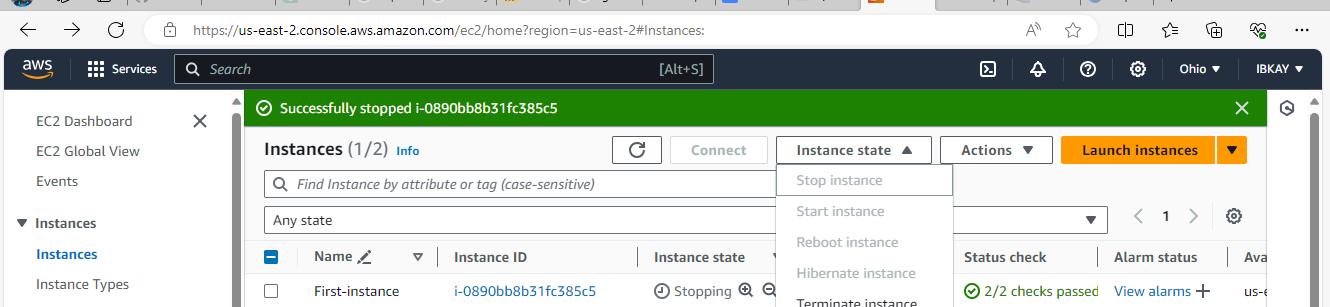 https://us-east-2.console.aws.amazon.com/ec2/home?region=us-east-2#Instances:
aws Services Search [Alt+S] Ohio IBKAY
EC2 Dashboard
EC2 Global View
Events
Instances
Instances
Instance Types
Successfully stopped i-0890bb8b31fc385c5
Instances (1/2) Info Connect Instance state Actions Launch instances
Find Instance by attribute or tag (case-sensitive)
Stop instance
Start instance
Reboot instance
Hibernate instance
Terminate instance
Any state 1
Name Instance ID Instance state Status check Alarm status Ava
First-instance i-0890bb8b31fc385c5 Stopping 2/2 checks passed View alarms + us-e